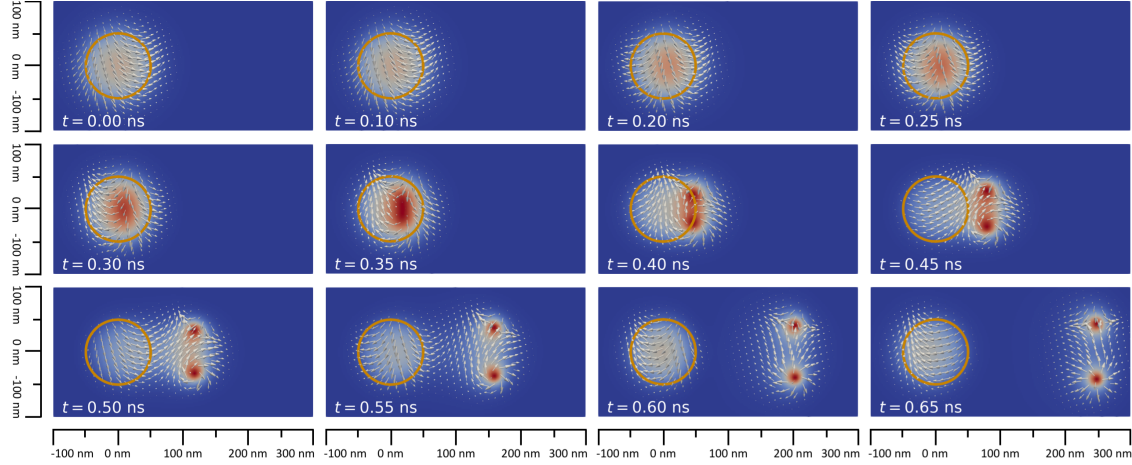 100 nm
0 nm
-100 nm
t = 0.00 ns
t = 0.10 ns
t = 0.20 ns
t = 0.25 ns
100 nm
0 nm
-100 nm
t = 0.30 ns
t = 0.35 ns
t = 0.40 ns
t = 0.45 ns
100 nm
0 nm
-100 nm
t = 0.50 ns
t = 0.55 ns
t = 0.60 ns
t = 0.65 ns
-100 nm 0 nm 100 nm 200 nm 300 nm
-100 nm 0 nm 100 nm 200 nm 300 nm
-100 nm 0 nm 100 nm 200 nm 300 nm
-100 nm 0 nm 100 nm 200 nm 300 nm